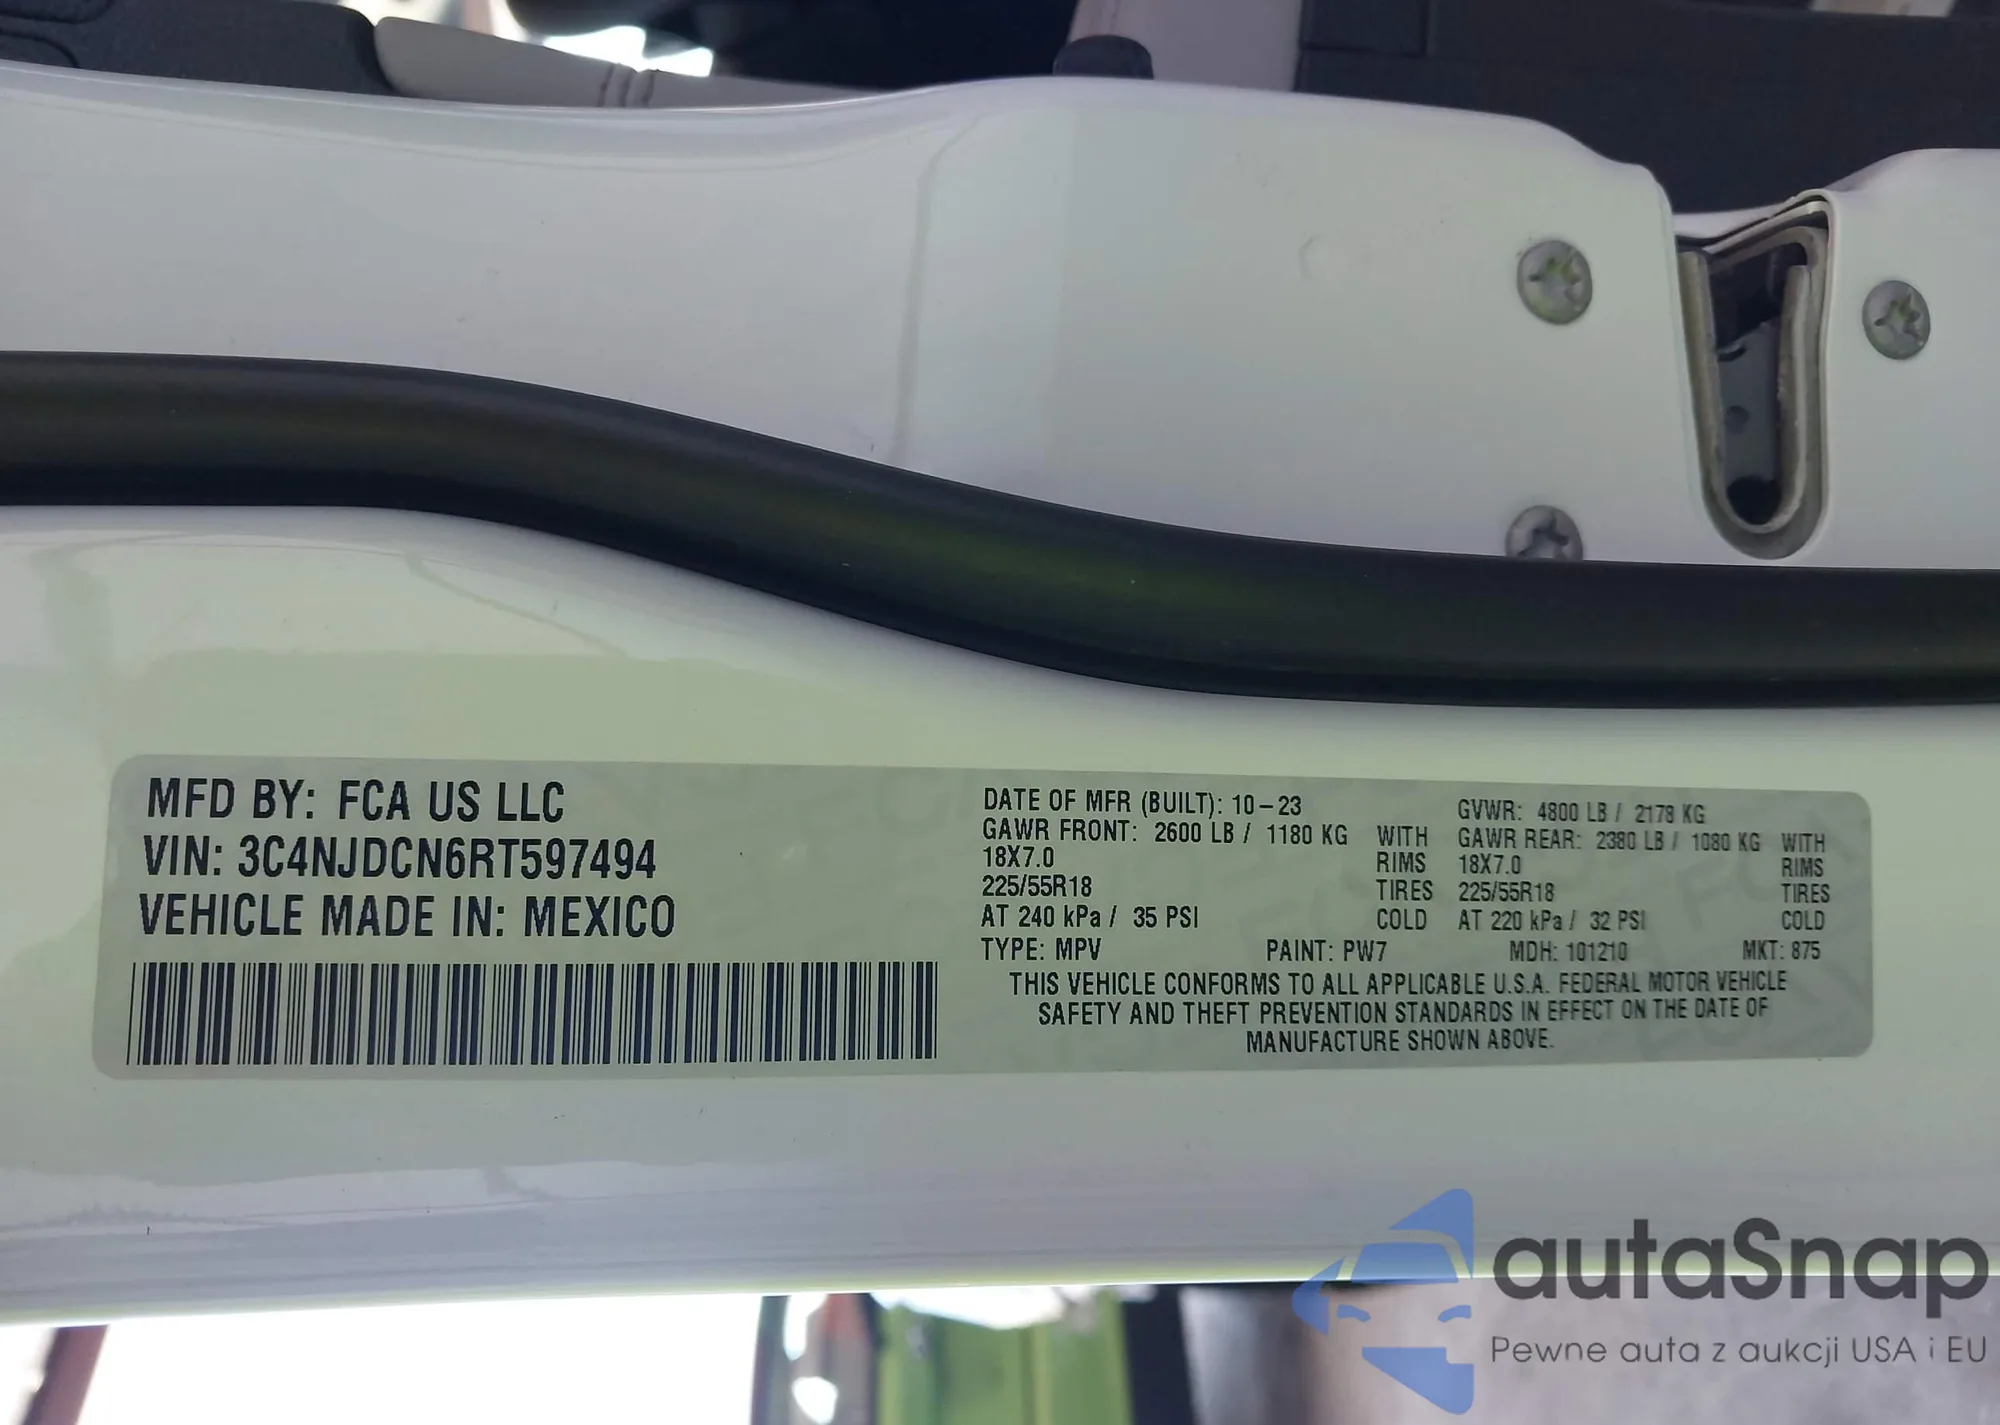 MFD BY: FCA US LLC
VIN: 3C4NJDCN6RT597494
VEHICLE MADE IN: MEXICO
DATE OF MFR (BUILT): 10-23 GVWR: 4800 LB / 2178 KG
GAWR FRONT: 2600 LB / 1180 KG WITH GAWR REAR: 2380 LB / 1080 KG WITH
18X7.0 RIMS 18X7.0 RIMS
225/55R18 TIRES 225/55R18 TIRES
AT 240 kPa / 35 PSI COLD AT 220 kPa / 32 PSI COLD
TYPE: MPV PAINT: PW7 MDH: 101210 MKT: 875
THIS VEHICLE CONFORMS TO ALL APPLICABLE U.S.A. FEDERAL MOTOR VEHICLE
SAFETY AND THEFT PREVENTION STANDARDS IN EFFECT ON THE DATE OF
MANUFACTURE SHOWN ABOVE.
autaSnap
Pewne auta z aukcji USA i EU